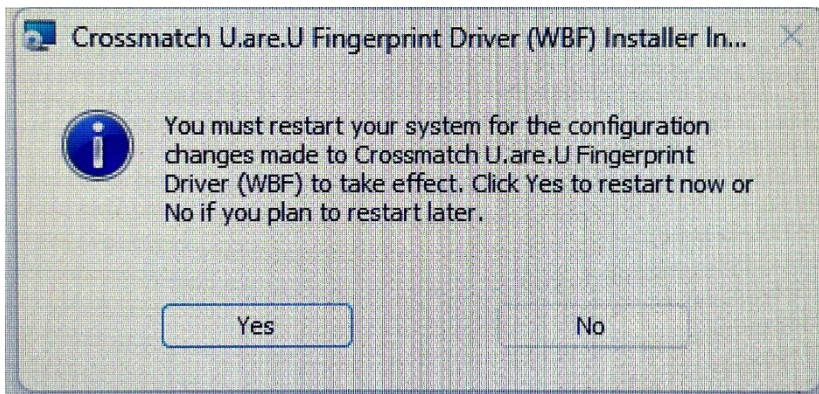 Crossmatch U.are.U Fingerprint Driver (WBF) Installer In...
You must restart your system for the configuration
changes made to Crossmatch U.are.U Fingerprint
Driver (WBF) to take effect. Click Yes to restart now or
No if you plan to restart later.
Yes
No